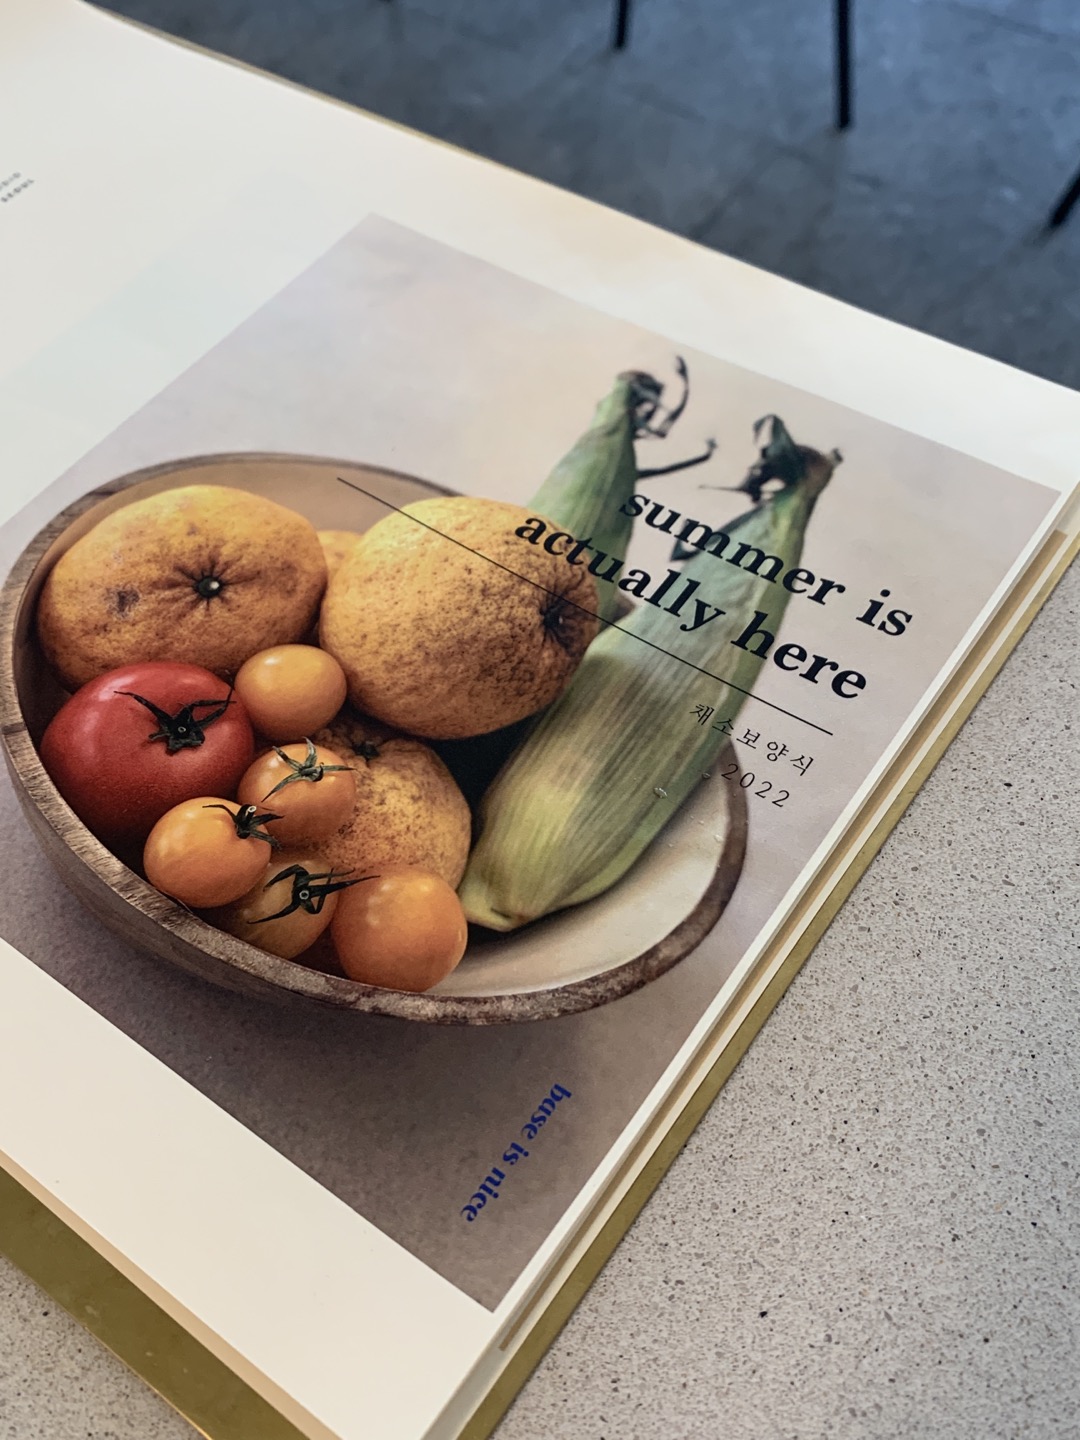 summer is
actually here
채소보양식
2022
base is nice